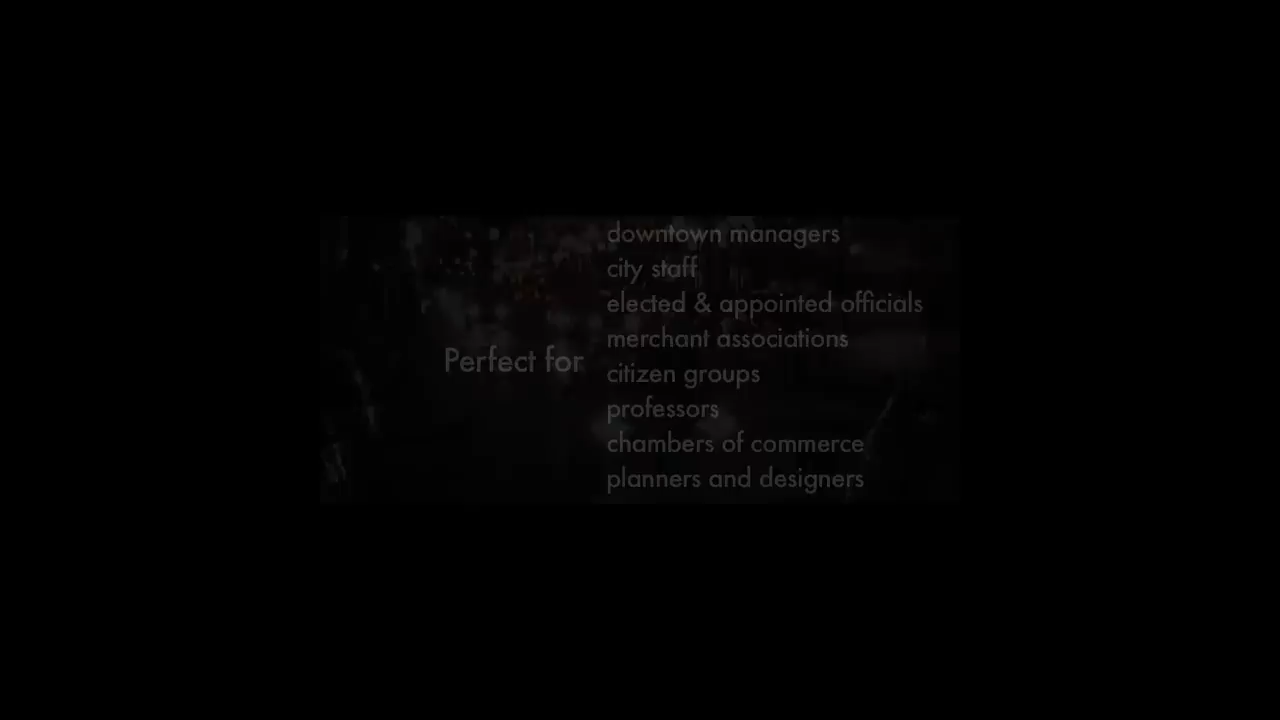 Perfect for
downtown managers
city staff
elected & appointed officials
merchant associations
citizen groups
professors
chambers of commerce
planners and designers